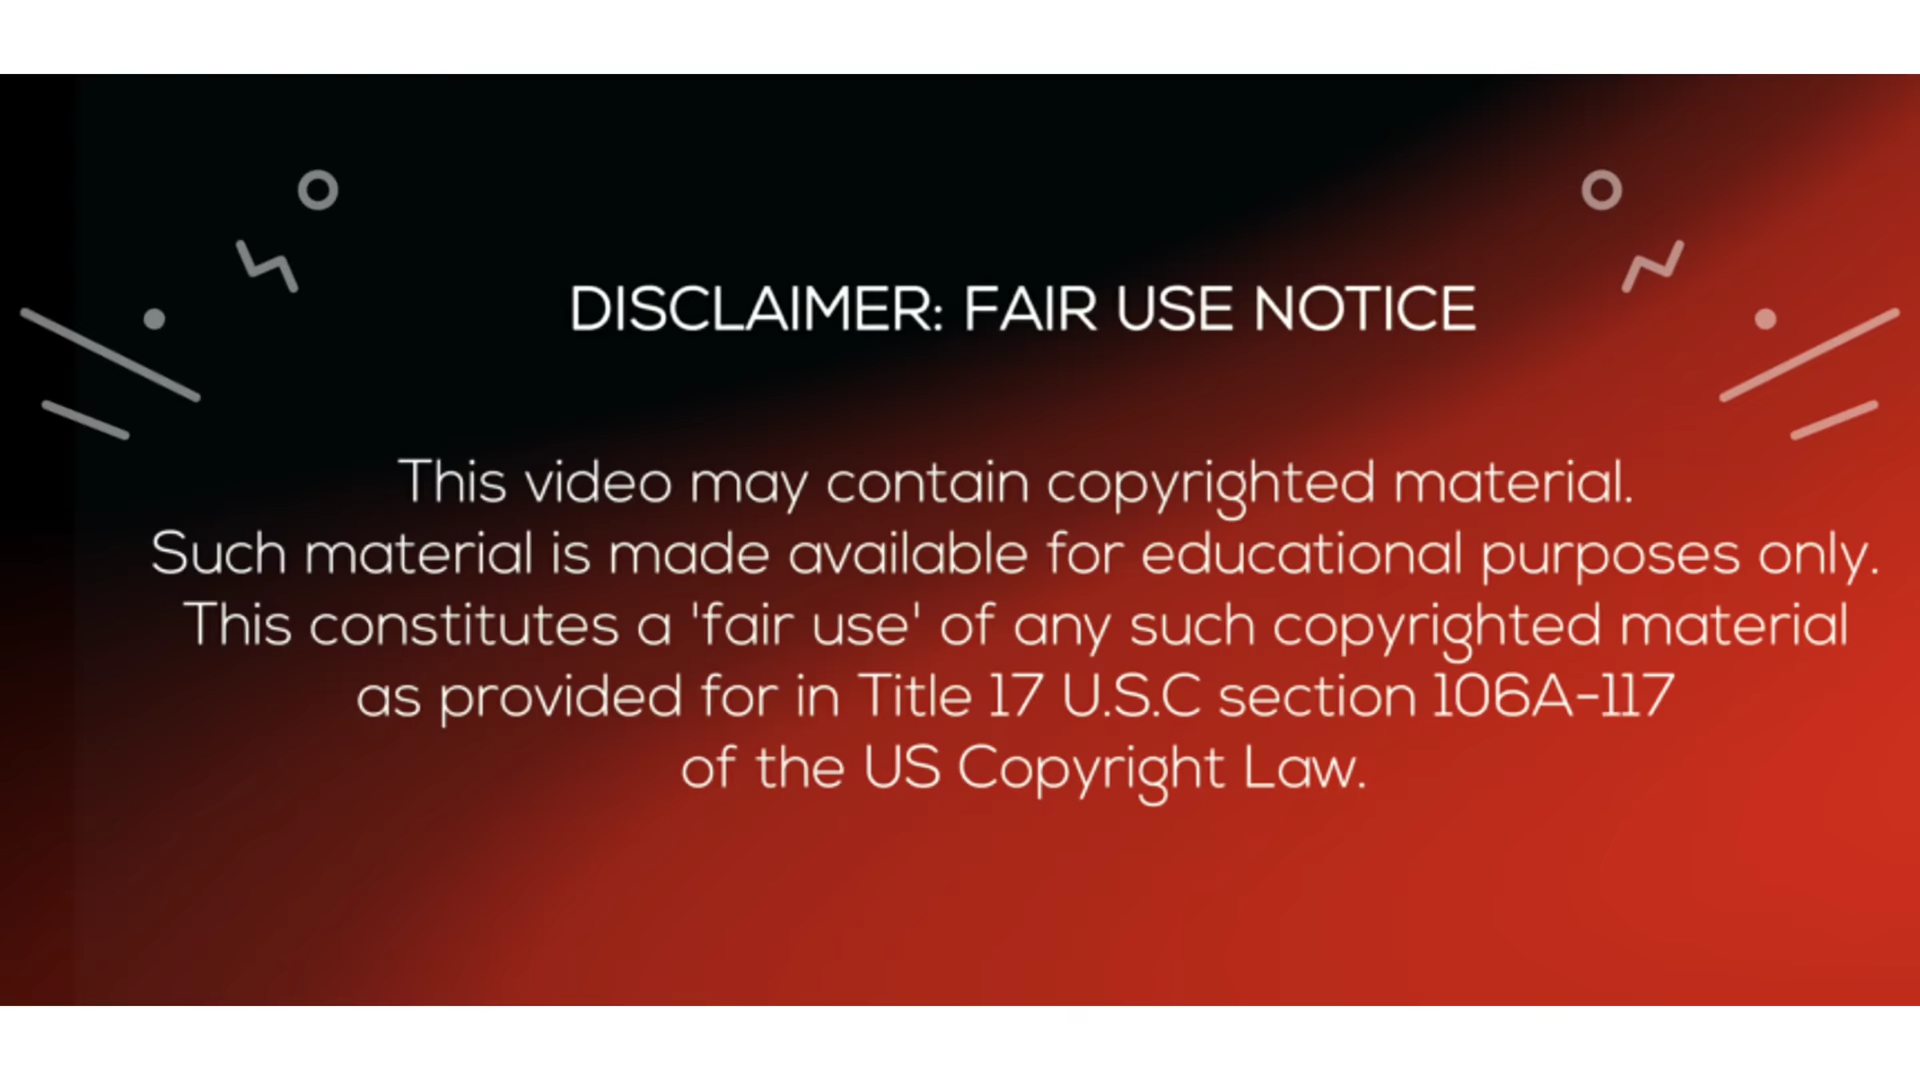 DISCLAIMER: FAIR USE NOTICE
This video may contain copyrighted material.
Such material is made available for educational purposes only.
This constitutes a 'fair use' of any such copyrighted material
as provided for in Title 17 U.S.C section 106A-117
of the US Copyright Law.